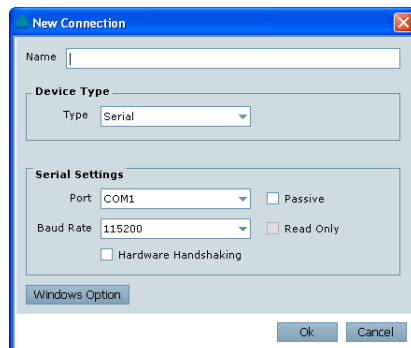 New Connection
Name
Device Type
Type Serial
Serial Settings
Port COM1 Passive
Baud Rate 115200 Read Only
Hardware Handshaking
Windows Option
Ok Cancel